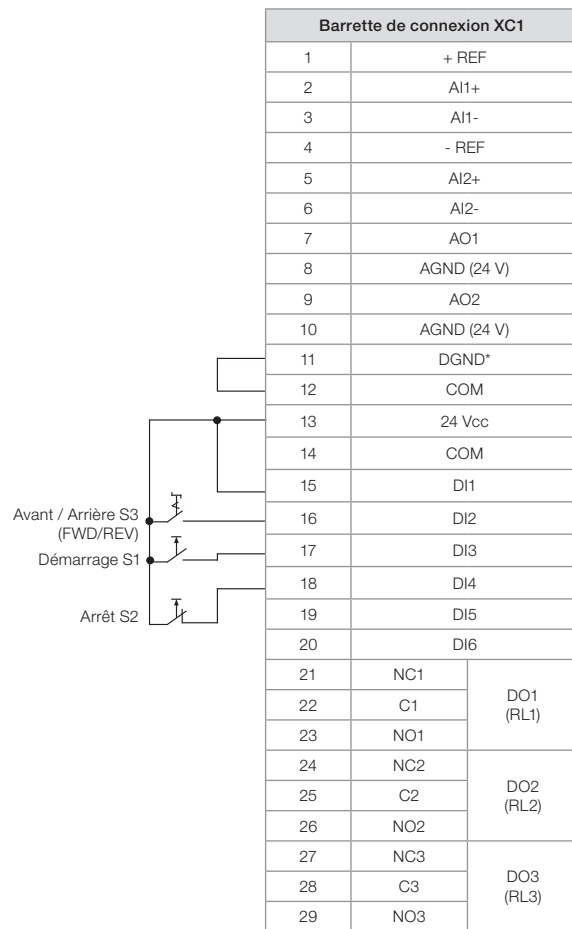 Barrette de connexion XC1
1 + REF
2 AI1+
3 AI1-
4 - REF
5 AI2+
6 AI2-
7 AO1
8 AGND (24 V)
9 AO2
10 AGND (24 V)
11 DGND*
12 COM
13 24 Vcc
14 COM
15 DI1
Avant / Arrière S3
(FWD/REV)
16 DI2
Démarrage S1
17 DI3
18 DI4
Arrêt S2
19 DI5
20 DI6
21 NC1
22 C1
23 NO1
DO1
(RL1)
24 NC2
25 C2
26 NO2
DO2
(RL2)
27 NC3
28 C3
29 NO3
DO3
(RL3)